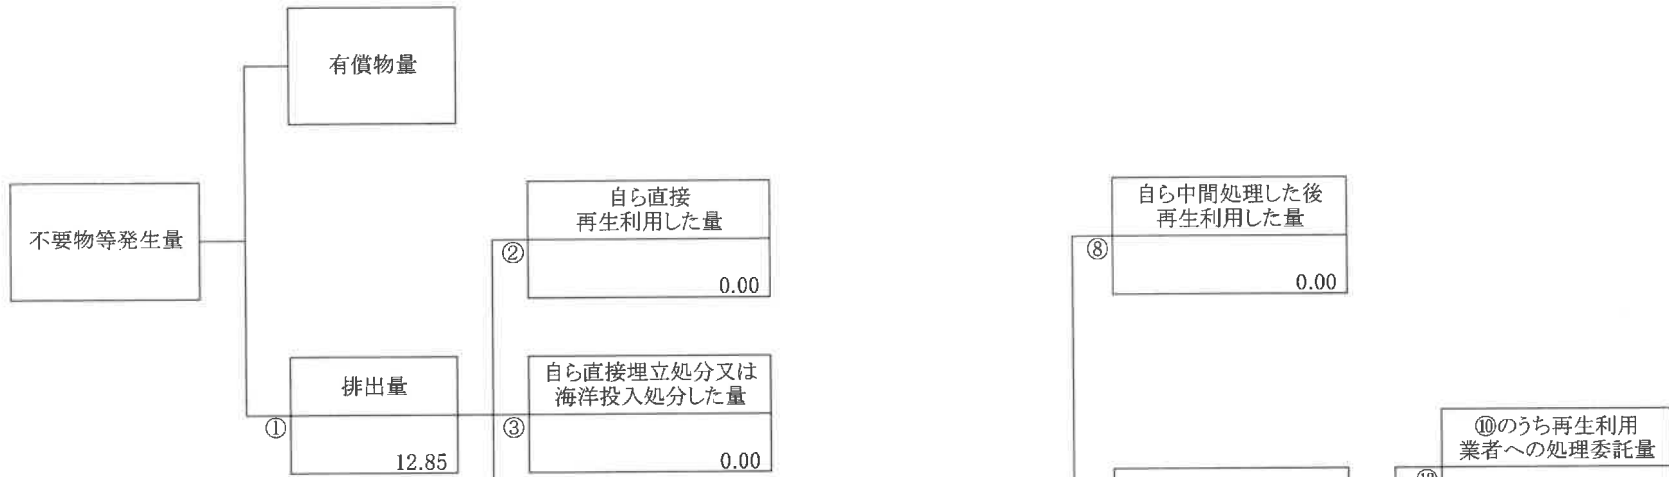 有償物量
不要物等発生量
自ら直接
再生利用した量
②
0.00
自ら中間処理した後
再生利用した量
⑧
0.00
排出量
①
12.85
自ら直接埋立処分又は
海洋投入処分した量
③
0.00
⑩のうち再生利用
業者への処理委託量